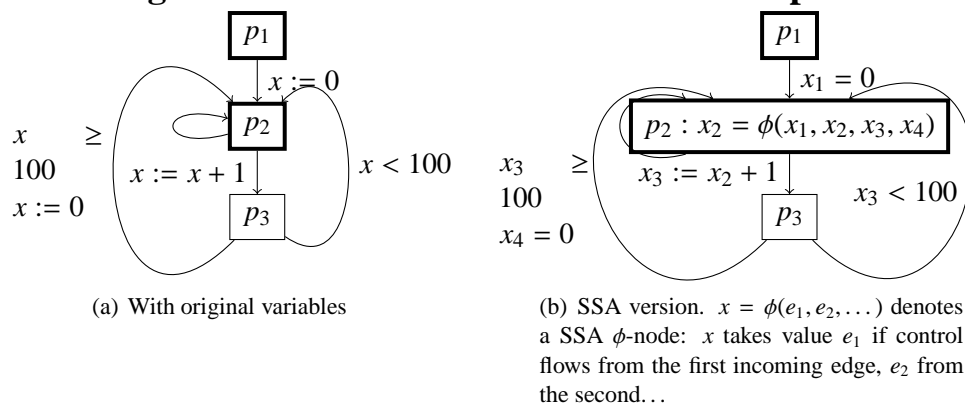 p₁
x := 0
p₂
x ≥
100
x := 0
x := x + 1
x < 100
p₃
(a) With original variables
p₁
x₁ = 0
p₂ : x₂ = ϕ(x₁, x₂, x₃, x₄)
x₃ ≥
100
x₄ = 0
x₃ := x₂ + 1
x₃ < 100
p₃
(b) SSA version. x = ϕ(e₁, e₂, . . . ) denotes
a SSA ϕ-node: x takes value e₁ if control
flows from the first incoming edge, e₂ from
the second. . .